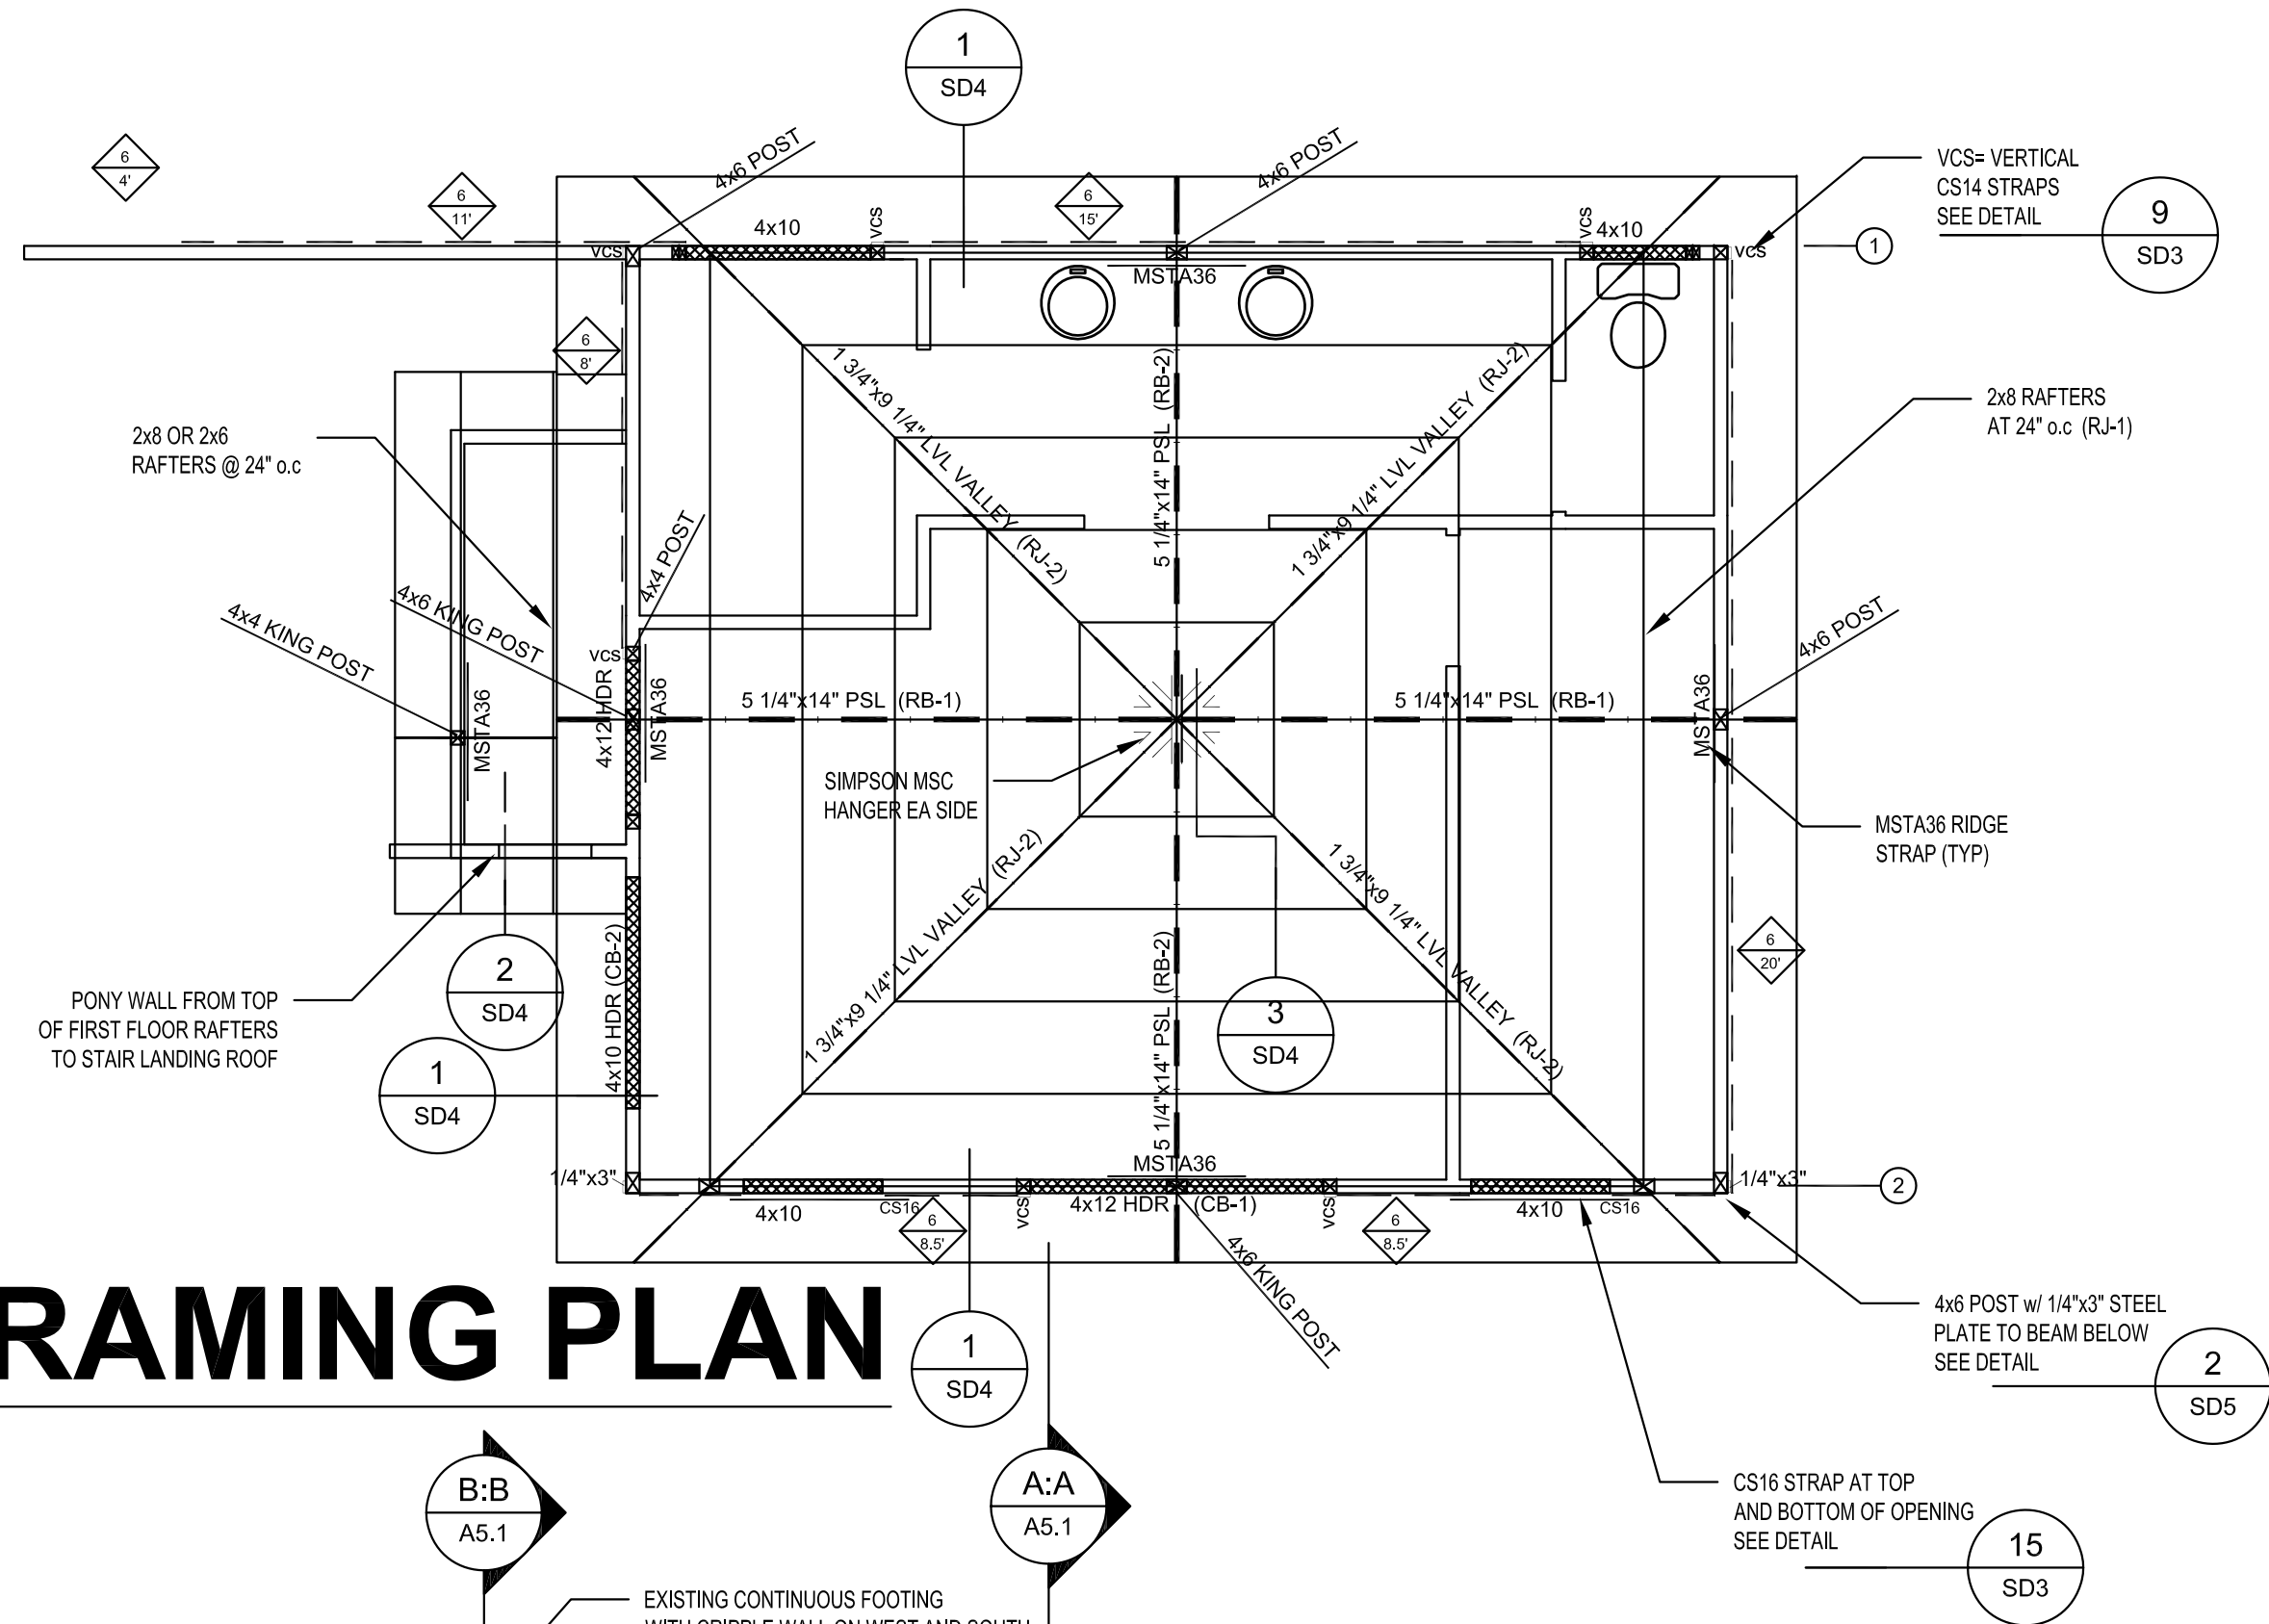 1
SD4
6
4'
6
11'
4x6 POST
6
15'
4x6 POST
VCS= VERTICAL
CS14 STRAPS
SEE DETAIL
9
SD3
vcs
4x10
vcs
MSTA36
vcs
4x10
vcs
1
6
8'
2x8 OR 2x6
RAFTERS @ 24" o.c
1 3/4"x9 1/4" LVL VALLEY (RJ-2)
5 1/4"x14" PSL (RB-2)
1 3/4"x9 1/4" LVL VALLEY (RJ-2)
2x8 RAFTERS
AT 24" o.c (RJ-1)
4x4 POST
4x6 KING POST
4x4 KING POST
vcs
4x12 HDR
MSTA36
MSTA36
5 1/4"x14" PSL (RB-1)
5 1/4"x14" PSL (RB-1)
MSTA36
4x6 POST
SIMPSON MSC
HANGER EA SIDE
MSTA36 RIDGE
STRAP (TYP)
6
20'
PONY WALL FROM TOP
OF FIRST FLOOR RAFTERS
TO STAIR LANDING ROOF
2
SD4
1
SD4
4x10 HDR (CB-2)
1 3/4"x9 1/4" LVL VALLEY (RJ-2)
5 1/4"x14" PSL (RB-2)
3
SD4
1 3/4"x9 1/4" LVL VALLEY (RJ-2)
1/4"x3"
4x10
CS16
6
8.5'
vcs
MSTA36
4x12 HDR (CB-1)
vcs
6
8.5'
4x10
CS16
1/4"x3"
2
4x6 KING POST
RAMING PLAN
1
SD4
4x6 POST w/ 1/4"x3" STEEL
PLATE TO BEAM BELOW
SEE DETAIL
2
SD5
B:B
A5.1
A:A
A5.1
CS16 STRAP AT TOP
AND BOTTOM OF OPENING
SEE DETAIL
15
SD3
EXISTING CONTINUOUS FOOTING
WITH CRIPPLE WALL ON WEST AND SOUTH